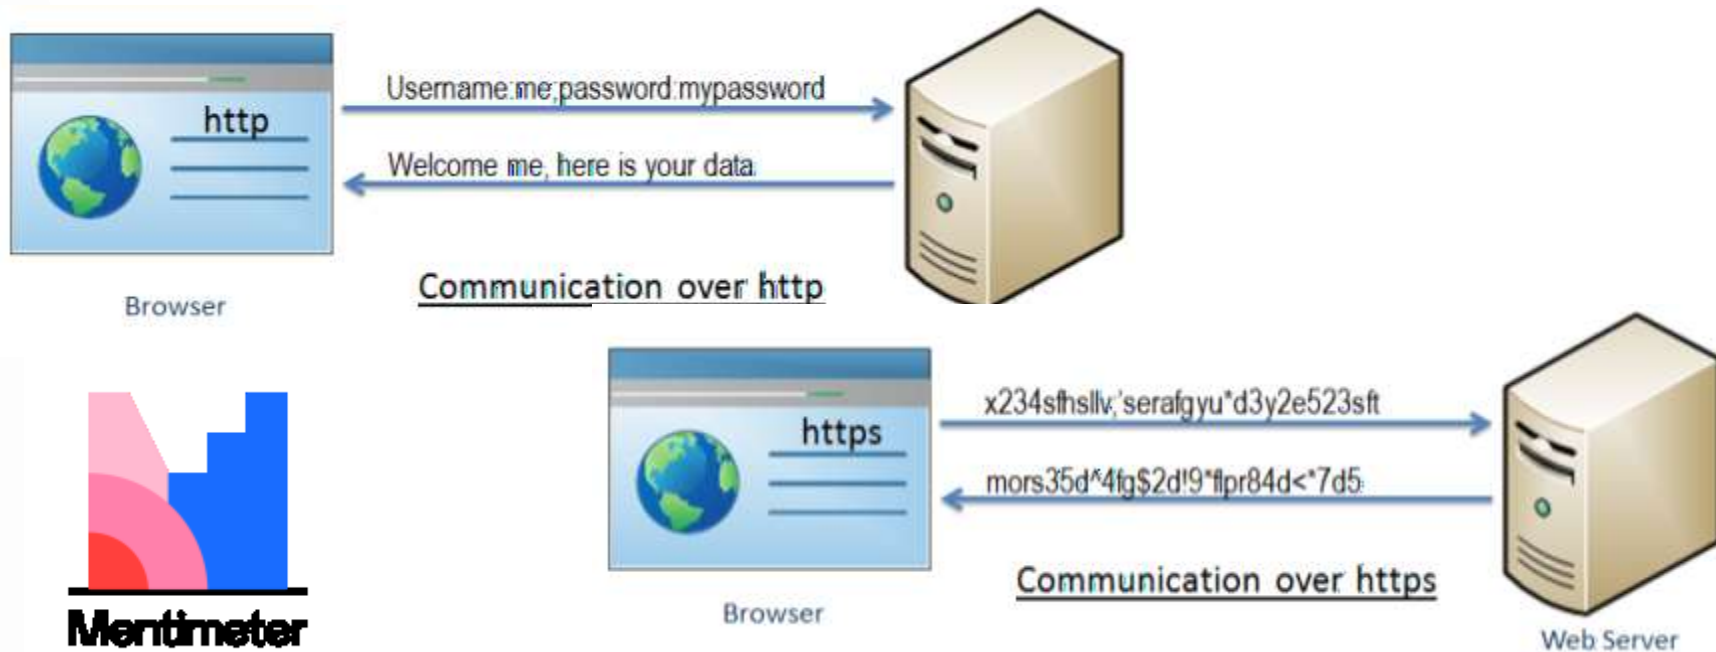 http
Username:me;password:mypassword
Welcome me, here is your data.
Communication over http
Browser
https
x234sfhsllv;'serafgyu*d3y2e523sft
mors35d^4fg$2d!9*flpr84d<*7d5
Communication over https
Browser
Web Server
Mentimeter